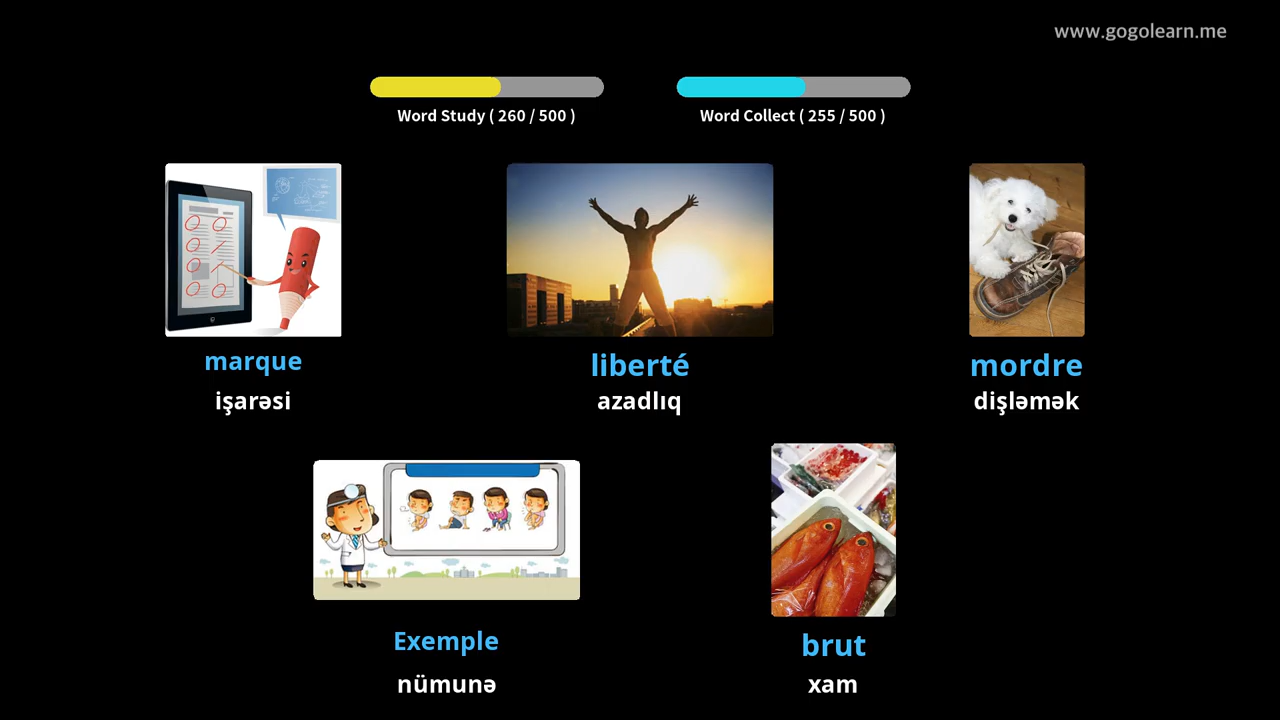 www.gogolearn.me
Word Study ( 260 / 500 )
Word Collect ( 255 / 500 )
marque
işarəsi
liberté
azadlıq
mordre
dişləmək
Exemple
nümunə
brut
xam